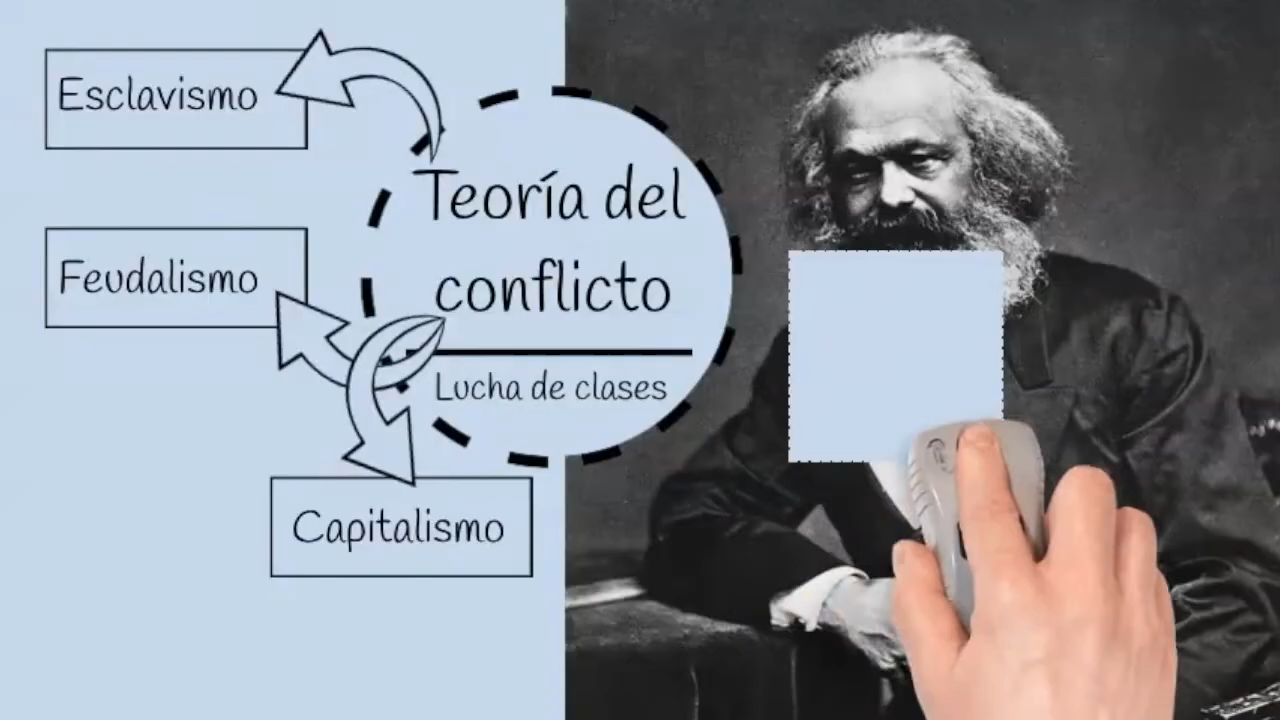 Esclavismo
Feudalismo
Teoría del
conflicto
Lucha de clases
Capitalismo